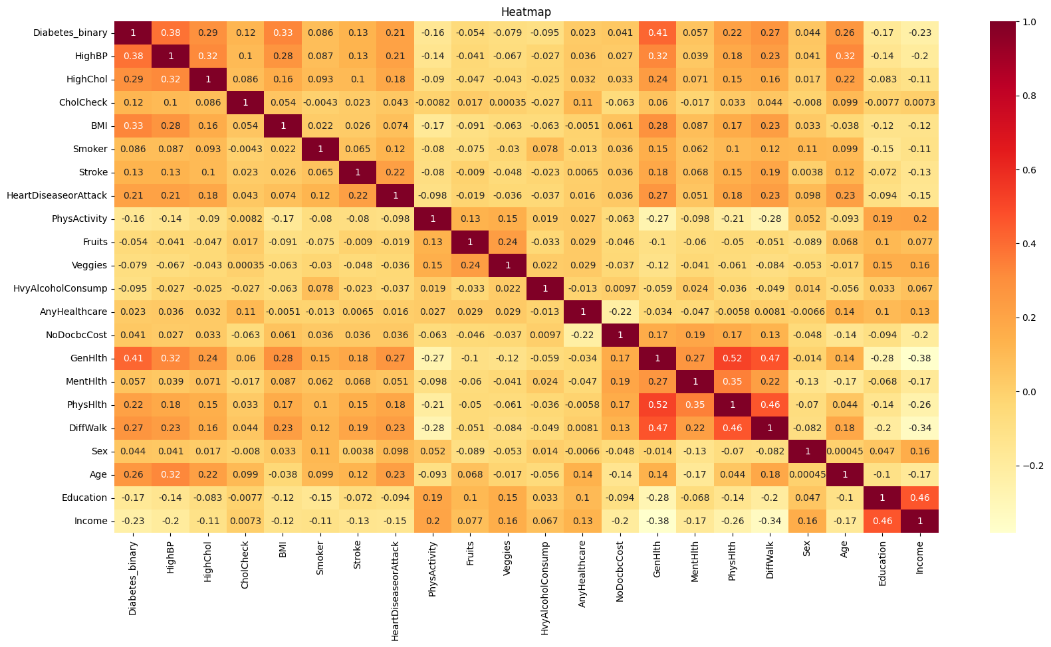 Heatmap
Diabetes_binary 1 0.38 0.29 0.12 0.33 0.086 0.13 0.21 -0.16 -0.054 -0.079 -0.095 0.023 0.041 0.41 0.057 0.22 0.27 0.044 0.26 -0.17 -0.23
HighBP 0.38 1 0.32 0.1 0.28 0.087 0.13 0.21 -0.14 -0.041 -0.067 -0.027 0.036 0.027 0.32 0.039 0.18 0.23 0.041 0.32 -0.14 -0.2
HighChol 0.29 0.32 1 0.086 0.16 0.093 0.1 0.18 -0.09 -0.047 -0.043 -0.025 0.032 0.033 0.24 0.071 0.15 0.16 0.017 0.22 -0.083 -0.11
CholCheck 0.12 0.1 0.086 1 0.054 -0.0043 0.023 0.043 -0.0082 0.017 0.00035 -0.027 0.11 -0.063 0.06 -0.017 0.033 0.044 -0.008 0.099 -0.0077 0.0073
BMI 0.33 0.28 0.16 0.054 1 0.022 0.026 0.074 -0.17 -0.091 -0.063 -0.063 -0.0051 0.061 0.28 0.087 0.17 0.23 0.033 -0.038 -0.12 -0.12
Smoker 0.086 0.087 0.093 -0.0043 0.022 1 0.065 0.12 -0.08 -0.075 -0.03 0.078 -0.013 0.036 0.15 0.062 0.1 0.12 0.11 0.099 -0.15 -0.11
Stroke 0.13 0.13 0.1 0.023 0.026 0.065 1 0.22 -0.08 -0.009 -0.048 -0.023 0.0065 0.036 0.18 0.068 0.15 0.19 0.0038 0.12 -0.072 -0.13
HeartDiseaseorAttack 0.21 0.21 0.18 0.043 0.074 0.12 0.22 1 -0.098 -0.019 -0.036 -0.037 0.016 0.036 0.27 0.051 0.18 0.23 0.098 0.23 -0.094 -0.15
PhysActivity -0.16 -0.14 -0.09 -0.0082 -0.17 -0.08 -0.08 -0.098 1 0.13 0.15 0.019 0.027 -0.063 -0.27 -0.098 -0.21 -0.28 0.052 -0.093 0.19 0.2
Fruits -0.054 -0.041 -0.047 0.017 -0.091 -0.075 -0.009 -0.019 0.13 1 0.24 -0.033 0.029 -0.046 -0.1 -0.06 -0.05 -0.051 -0.089 0.068 0.1 0.077
Veggies -0.079 -0.067 -0.043 0.00035 -0.063 -0.03 -0.048 -0.036 0.15 0.24 1 0.022 0.029 -0.037 -0.12 -0.041 -0.061 -0.084 -0.053 -0.017 0.15 0.16
HvyAlcoholConsump -0.095 -0.027 -0.025 -0.027 -0.063 0.078 -0.023 -0.037 0.019 -0.033 0.022 1 -0.013 0.0097 -0.059 0.024 -0.036 -0.049 0.014 -0.056 0.033 0.067
AnyHealthcare 0.023 0.036 0.032 0.11 -0.0051 -0.013 0.0065 0.016 0.027 0.029 0.029 -0.013 1 -0.22 -0.034 -0.047 -0.0058 0.0081 -0.0066 0.14 0.1 0.13
NoDocbcCost 0.041 0.027 0.033 -0.063 0.061 0.036 0.036 0.036 -0.063 -0.046 -0.037 0.0097 -0.22 1 0.17 0.19 0.17 0.13 -0.048 -0.14 -0.094 -0.2
GenHlth 0.41 0.32 0.24 0.06 0.28 0.15 0.18 0.27 -0.27 -0.1 -0.12 -0.059 -0.034 0.17 1 0.27 0.52 0.47 -0.014 0.14 -0.28 -0.38
MentHlth 0.057 0.039 0.071 -0.017 0.087 0.062 0.068 0.051 -0.098 -0.06 -0.041 0.024 -0.047 0.19 0.27 1 0.35 0.22 -0.13 -0.17 -0.068 -0.17
PhysHlth 0.22 0.18 0.15 0.033 0.17 0.1 0.15 0.18 -0.21 -0.05 -0.061 -0.036 -0.0058 0.17 0.52 0.35 1 0.46 -0.07 0.044 -0.14 -0.26
DiffWalk 0.27 0.23 0.16 0.044 0.23 0.12 0.19 0.23 -0.28 -0.051 -0.084 -0.049 0.0081 0.13 0.47 0.22 0.46 1 -0.082 0.18 -0.2 -0.34
Sex 0.044 0.041 0.017 -0.008 0.033 0.11 0.0038 0.098 0.052 -0.089 -0.053 0.014 -0.0066 -0.048 -0.014 -0.13 -0.07 -0.082 1 0.00045 0.047 0.16
Age 0.26 0.32 0.22 0.099 -0.038 0.12 0.12 0.23 -0.093 0.068 -0.017 -0.056 0.14 -0.14 0.14 -0.17 0.044 0.18 0.00045 1 -0.1 -0.17
Education -0.17 -0.14 -0.083 -0.0077 -0.12 -0.15 -0.072 -0.094 0.19 0.1 0.15 0.033 0.1 -0.094 -0.28 -0.068 -0.14 -0.2 0.047 -0.1 1 0.46
Income -0.23 -0.2 -0.11 0.0073 -0.12 -0.11 -0.13 -0.15 0.2 0.077 0.16 0.067 0.13 -0.2 -0.38 -0.17 -0.26 -0.34 0.16 -0.17 0.46 1
Diabetes_binary
HighBP
HighChol
CholCheck
BMI
Smoker
Stroke
HeartDiseaseorAttack
PhysActivity
Fruits
Veggies
HvyAlcoholConsump
AnyHealthcare
NoDocbcCost
GenHlth
MentHlth
PhysHlth
DiffWalk
Sex
Age
Education
Income
1.0
0.8
0.6
0.4
0.2
0.0
−0.2